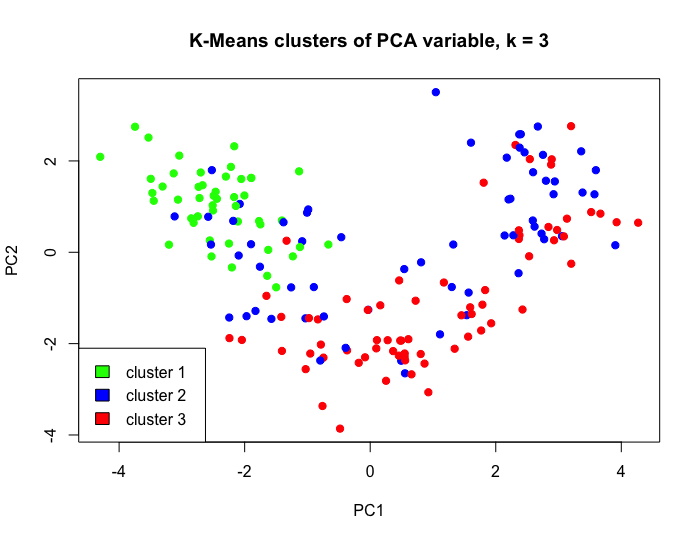 K-Means clusters of PCA variable, k = 3
PC2
2
0
-2
-4
cluster 1
cluster 2
cluster 3
-4
-2
0
2
4
PC1